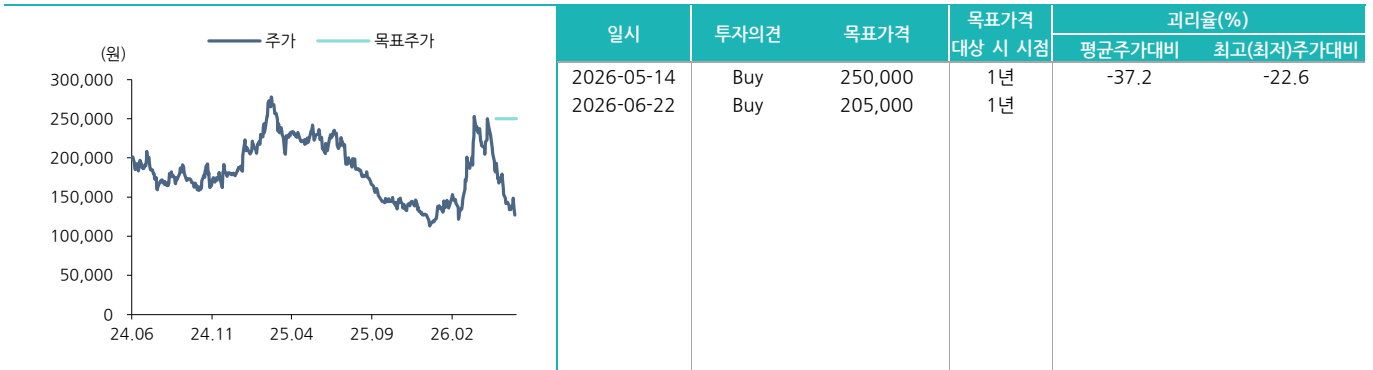 (원)
주가
목표주가
300,000
250,000
200,000
150,000
100,000
50,000
0
24.06 24.11 25.04 25.09 26.02
일시 투자의견 목표가격 목표가격 대상 시 시점 괴리율(%)
평균주가대비 최고(최저)주가대비
2026-05-14 Buy 250,000 1년 -37.2 -22.6
2026-06-22 Buy 205,000 1년